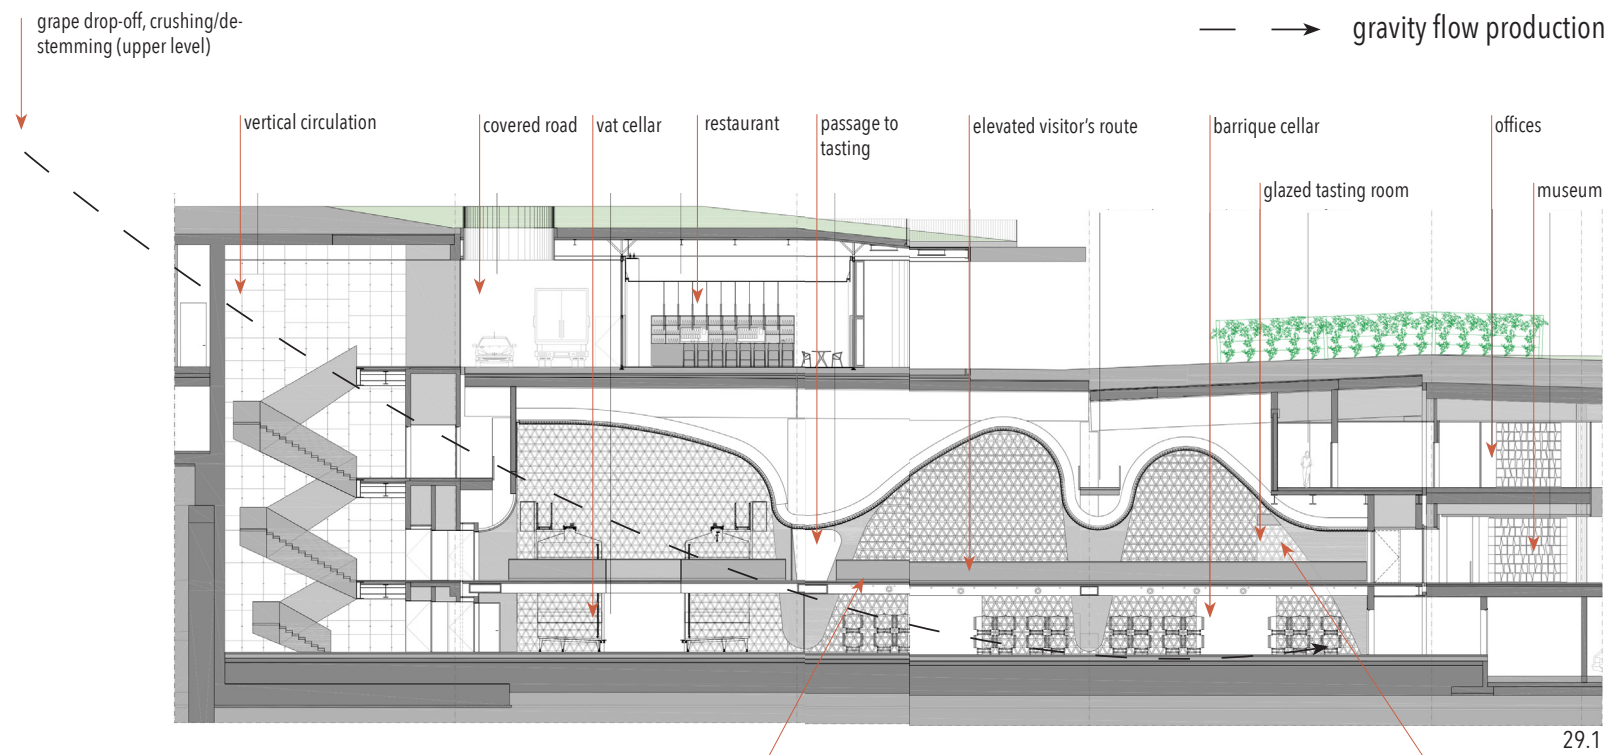 grape drop-off, crushing/de-
stemming (upper level)
gravity flow production
vertical circulation
covered road
vat cellar
restaurant
passage to
tasting
elevated visitor's route
barrique cellar
offices
glazed tasting room
museum
29.1